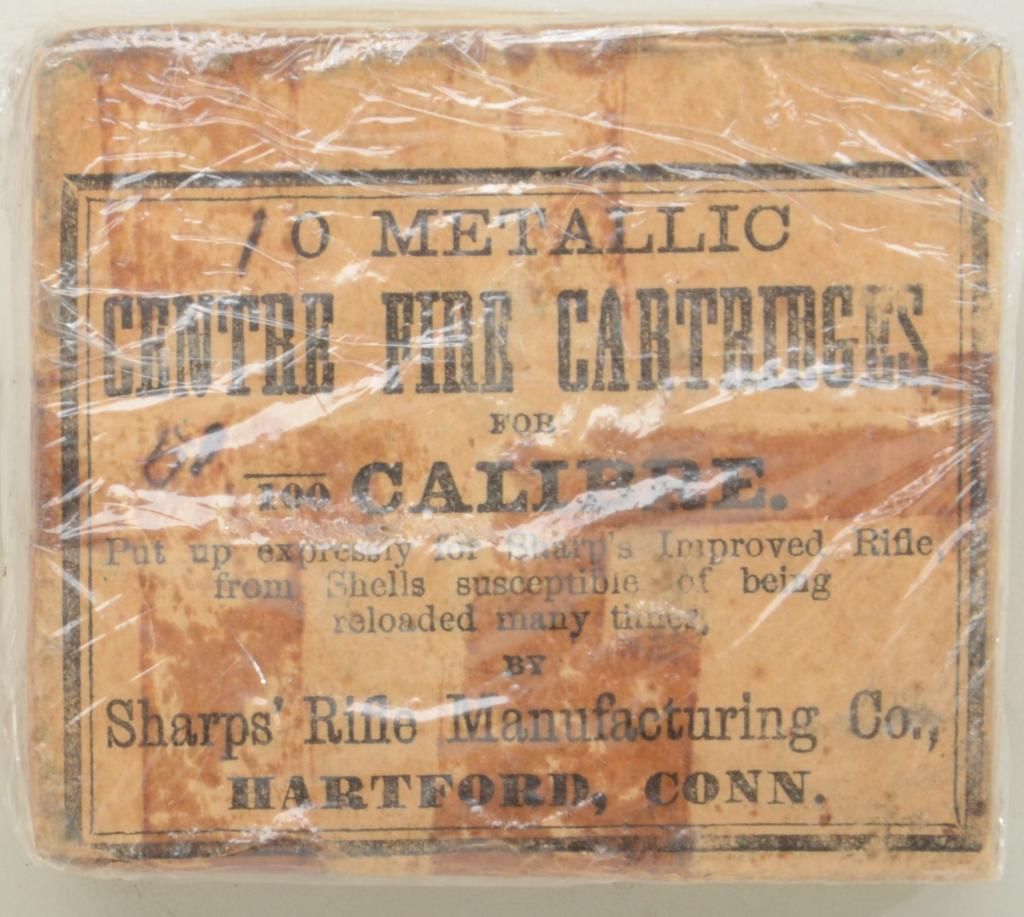 10 METALLIC
CENTRE FIRE CARTRIDGES
FOR
100 CALIBRE.
Put up expressly for Sharp's Improved Rifle,
from Shells susceptible of being
reloaded many times,
BY
Sharps' Rifle Manufacturing Co.,
HARTFORD, CONN.